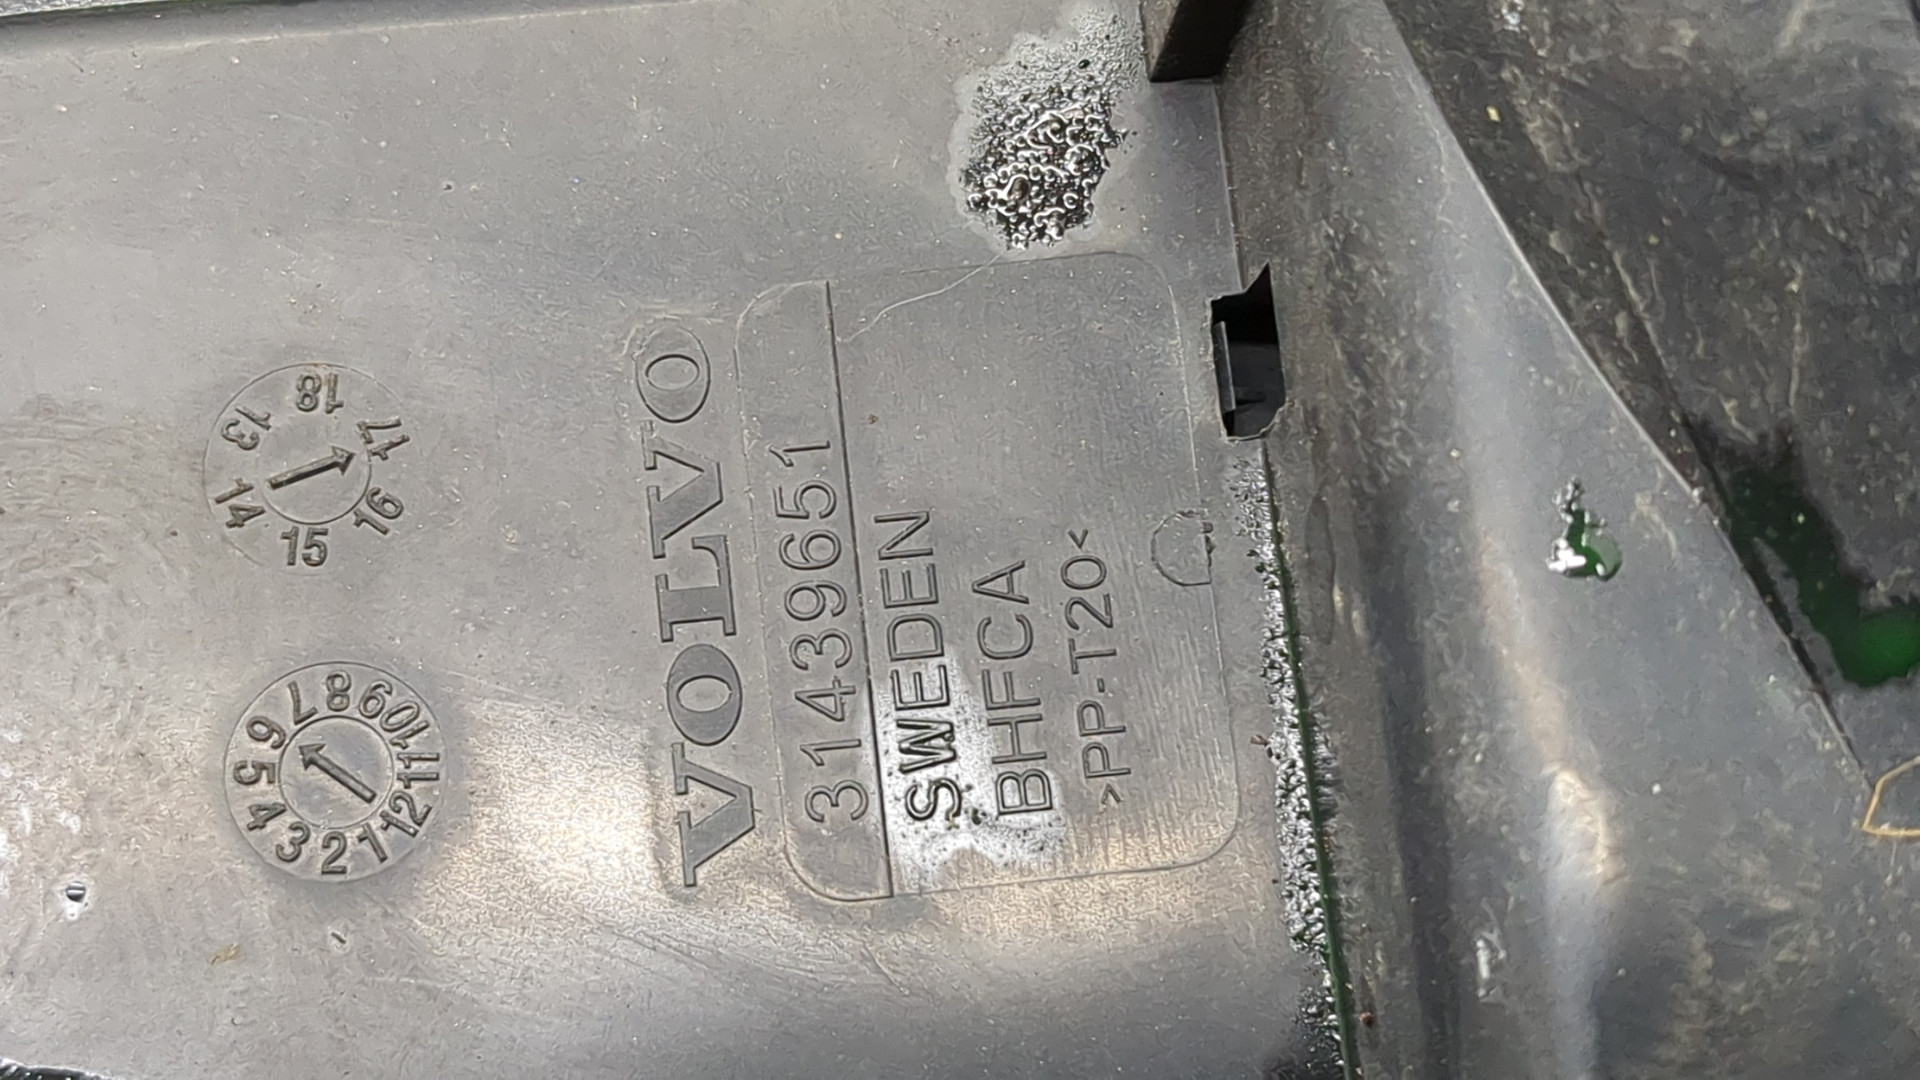 VOLVO
31439651
SWEDEN
BHFCA
>PP-T20<
13 14 15 16 17 18
1 2 3 4 5 6 7 8 9 10 11 12